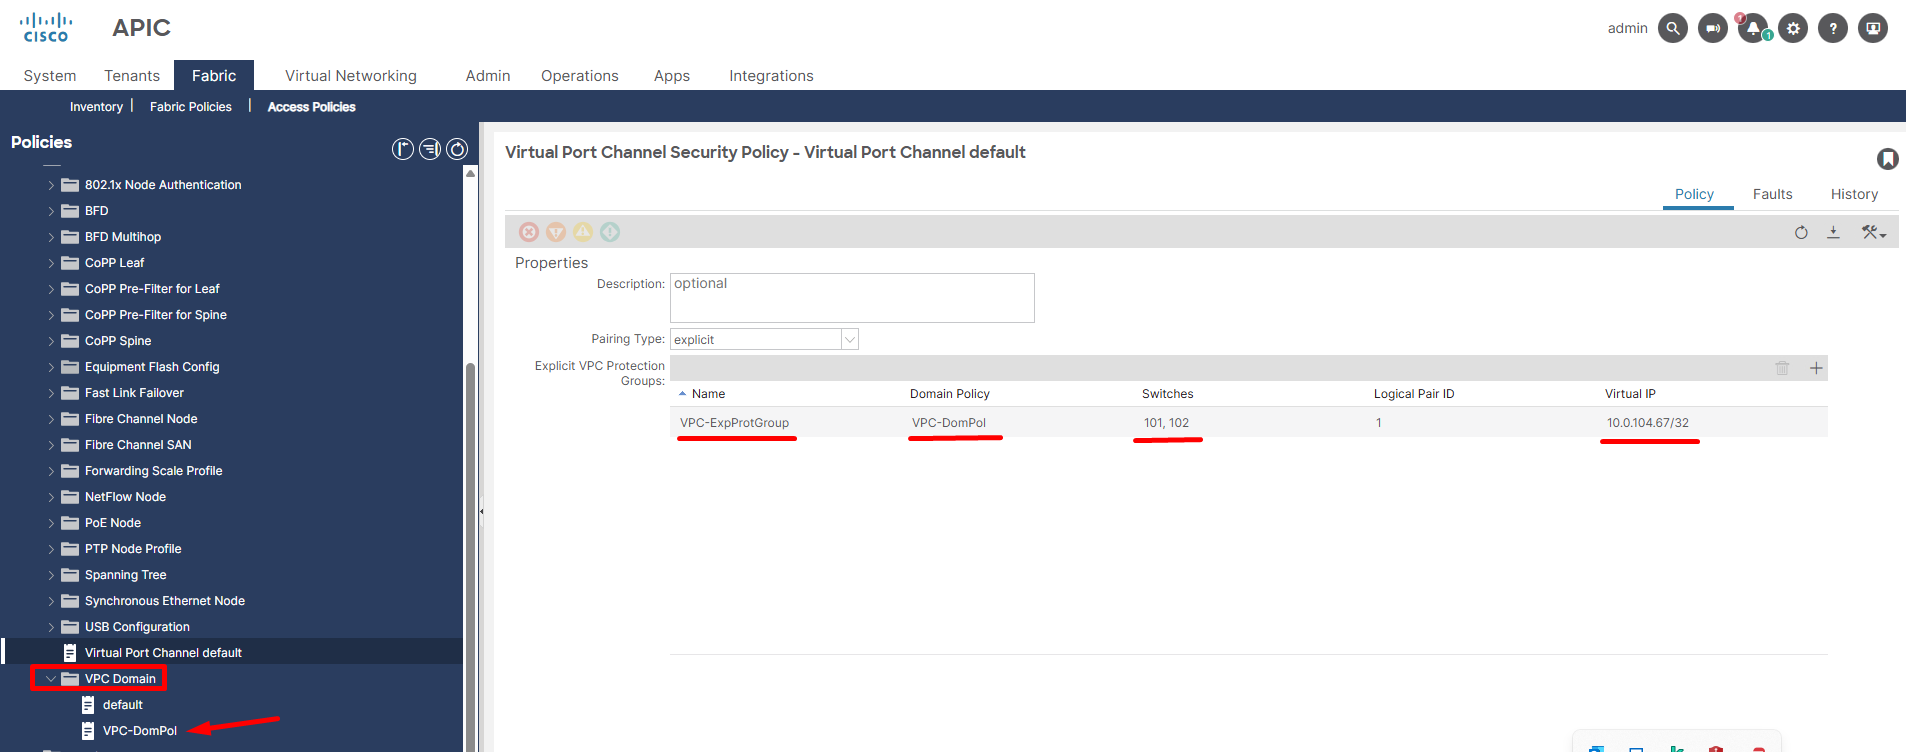 CISCO
APIC
admin
1
System Tenants Fabric Virtual Networking Admin Operations Apps Integrations
Inventory | Fabric Policies | Access Policies
Policies
802.1x Node Authentication
BFD
BFD Multihop
CoPP Leaf
CoPP Pre-Filter for Leaf
CoPP Pre-Filter for Spine
CoPP Spine
Equipment Flash Config
Fast Link Failover
Fibre Channel Node
Fibre Channel SAN
Forwarding Scale Profile
NetFlow Node
PoE Node
PTP Node Profile
Spanning Tree
Synchronous Ethernet Node
USB Configuration
Virtual Port Channel default
VPC Domain
default
VPC-DomPol
Virtual Port Channel Security Policy - Virtual Port Channel default
Policy Faults History
Properties
Description: optional
Pairing Type: explicit
Explicit VPC Protection
Groups:
Name Domain Policy Switches Logical Pair ID Virtual IP
VPC-ExpProtGroup VPC-DomPol 101, 102 1 10.0.104.67/32